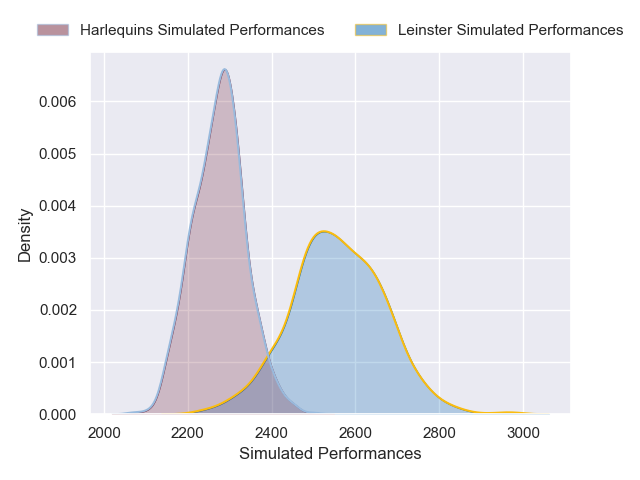 Harlequins Simulated Performances
Leinster Simulated Performances
0.006
0.005
0.004
0.003
0.002
0.001
0.000
Density
2000 2200 2400 2600 2800 3000
Simulated Performances